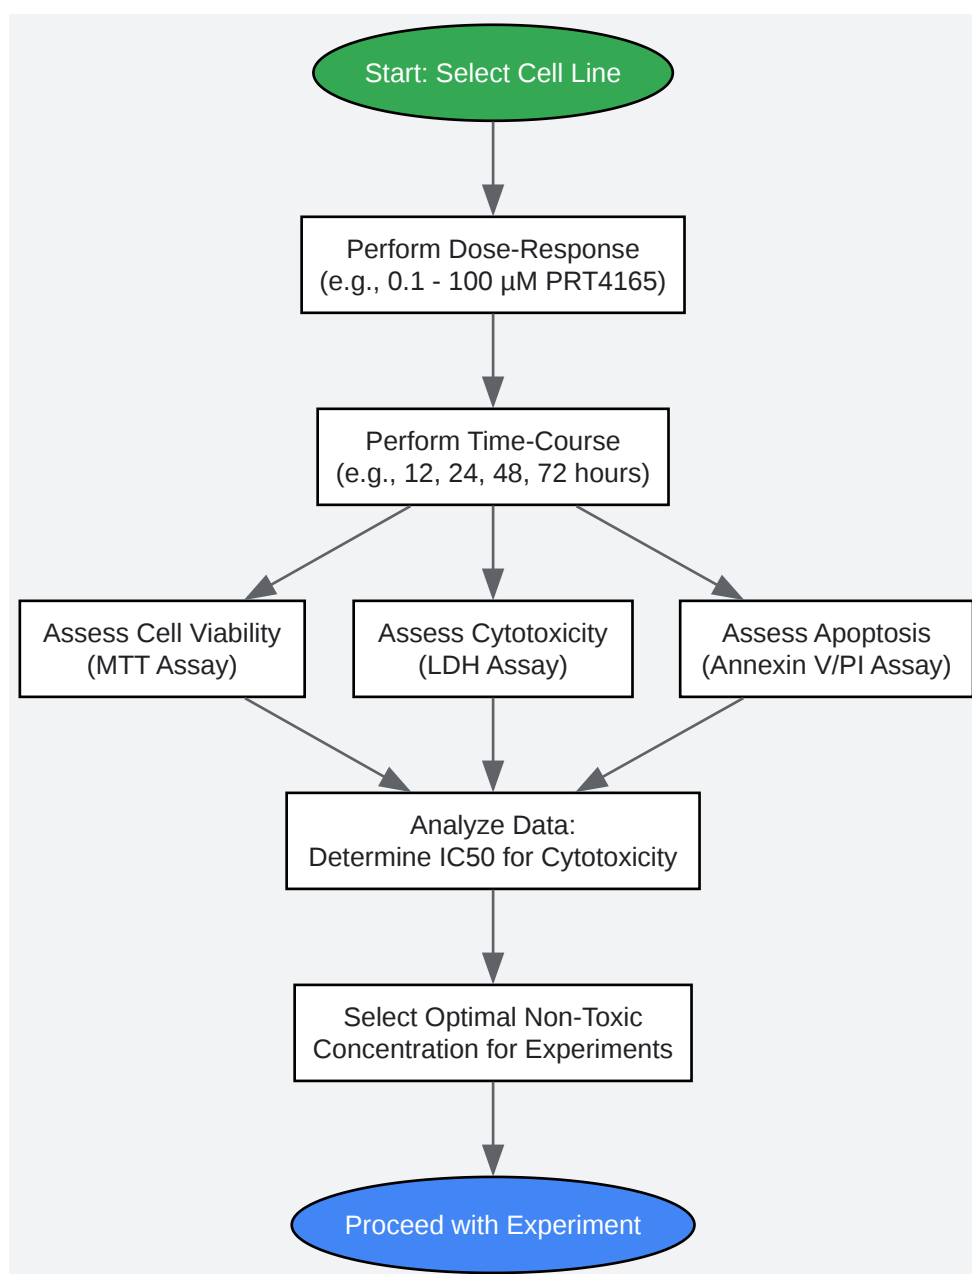 Start: Select Cell Line
Perform Dose-Response
(e.g., 0.1 - 100 µM PRT4165)
Perform Time-Course
(e.g., 12, 24, 48, 72 hours)
Assess Cell Viability
(MTT Assay)
Assess Cytotoxicity
(LDH Assay)
Assess Apoptosis
(Annexin V/PI Assay)
Analyze Data:
Determine IC50 for Cytotoxicity
Select Optimal Non-Toxic
Concentration for Experiments
Proceed with Experiment